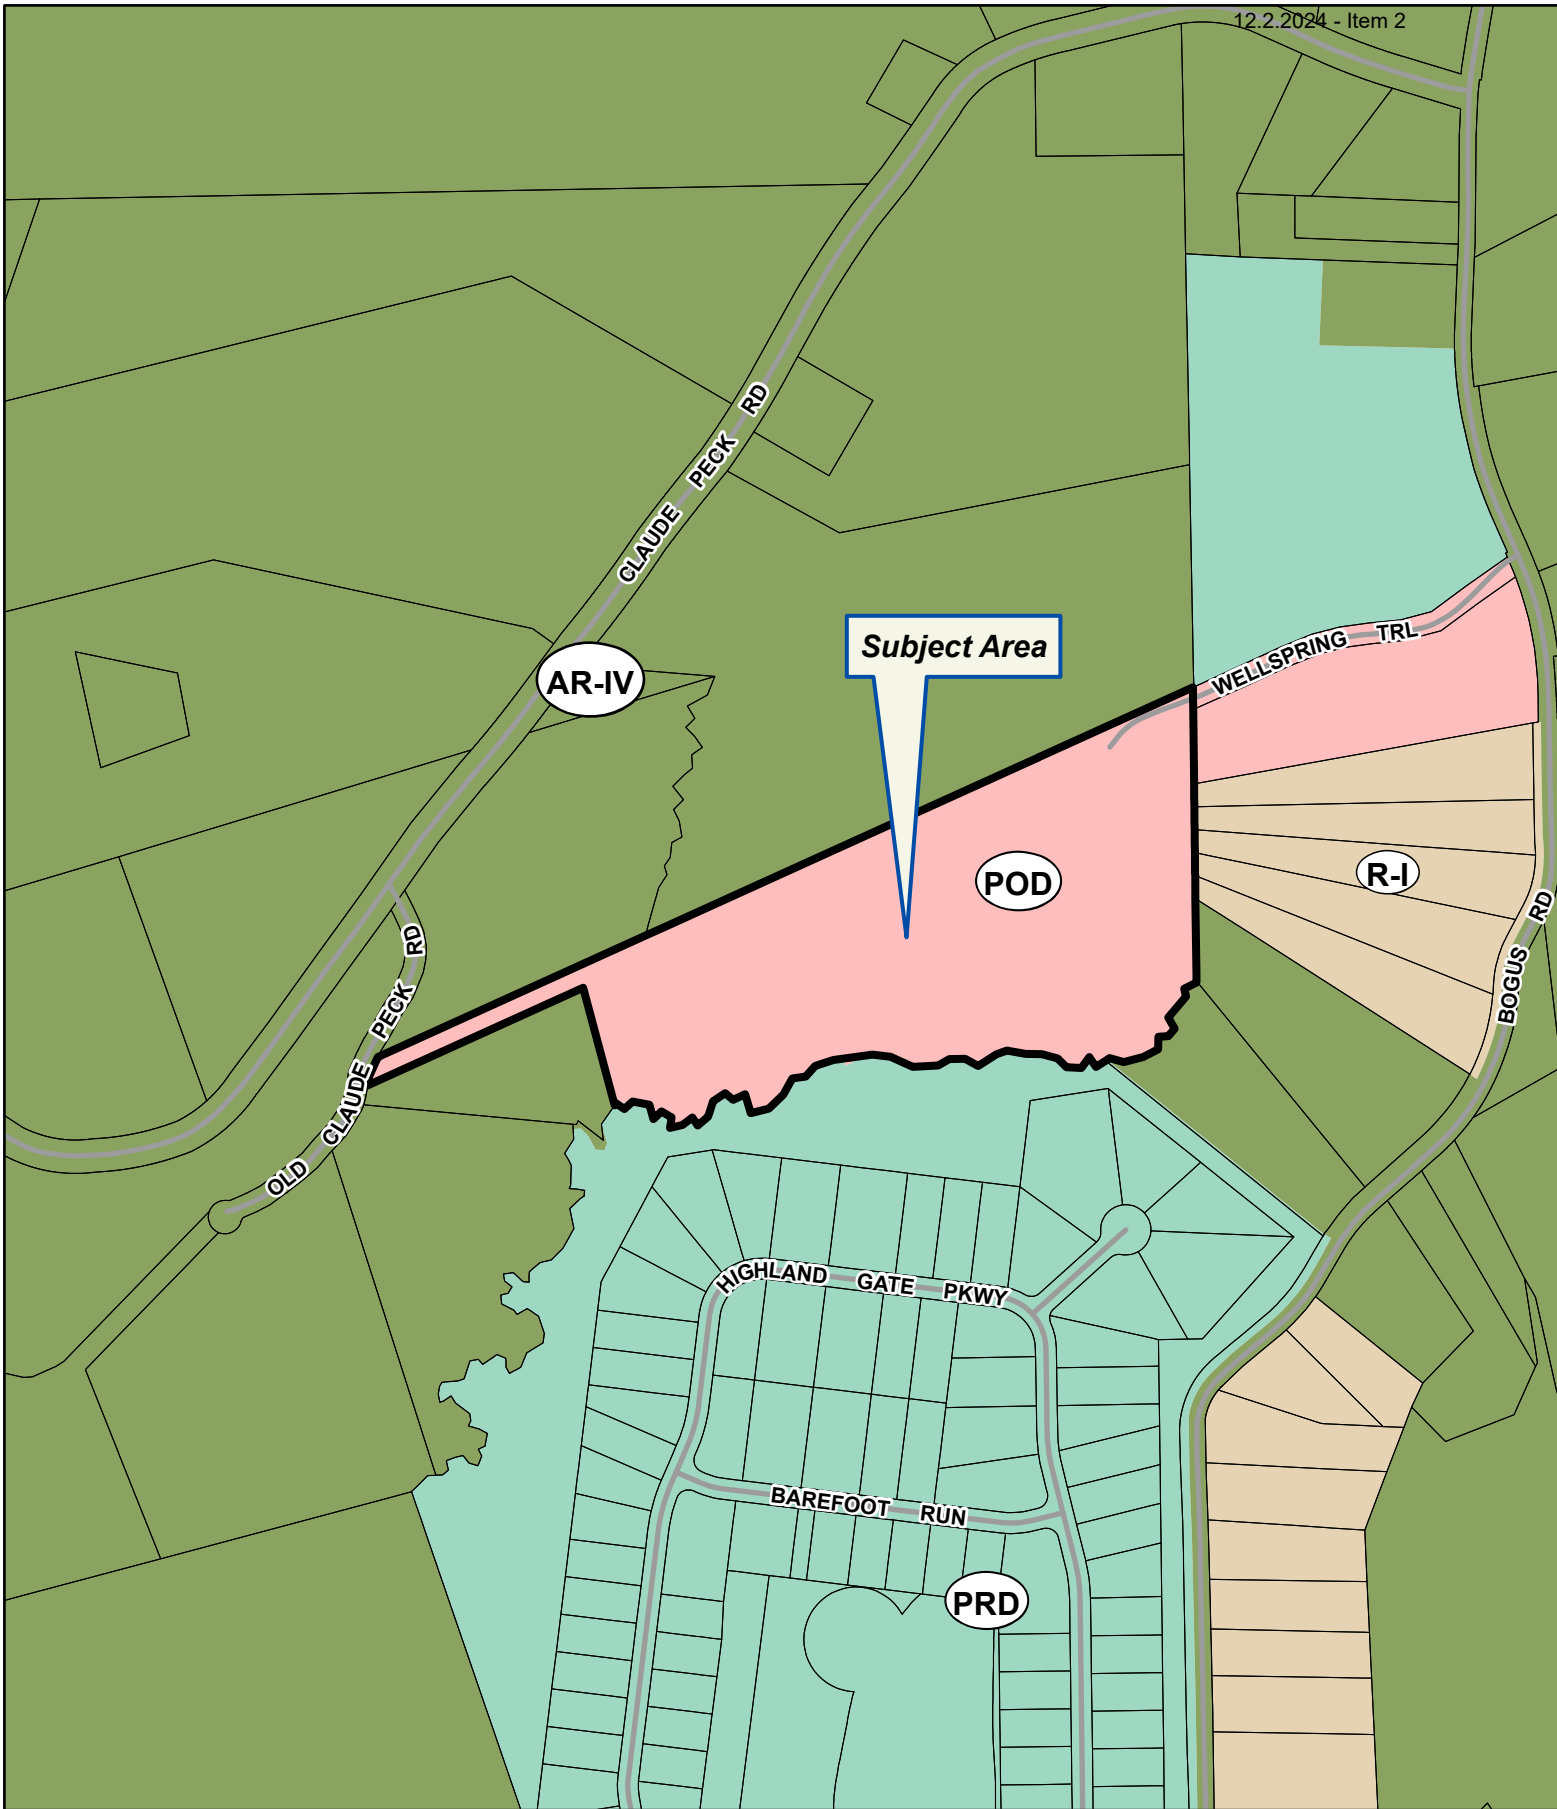 12.2.2024 - Item 2
CLAUDE PECK RD
Subject Area
WELLSPRING TRL
AR-IV
POD
R-I
BOGUS RD
OLD CLAUDE PECK RD
HIGHLAND GATE PKWY
BAREFOOT RUN
PRD